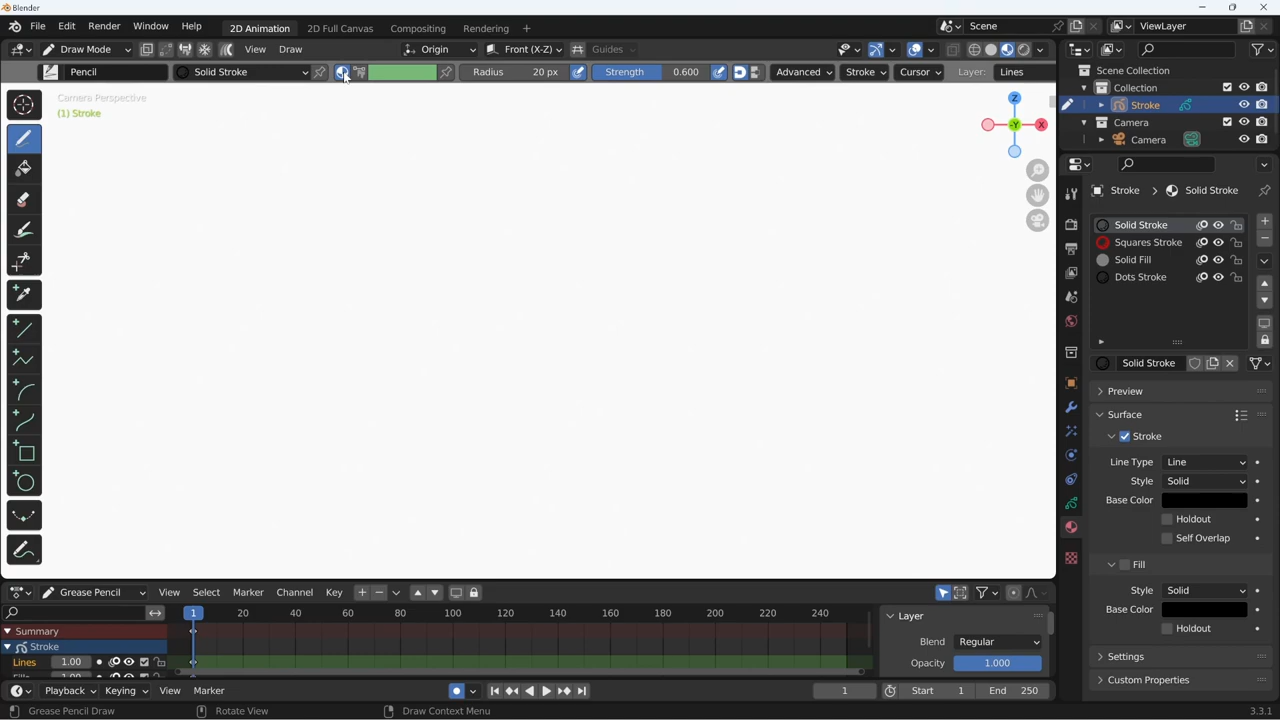 Blender
File Edit Render Window Help 2D Animation 2D Full Canvas Compositing Rendering + Scene ViewLayer
Draw Mode View Draw Origin Front (X-Z) Guides
Pencil Solid Stroke Radius 20 px Strength 0.600 Advanced Stroke Cursor Layer: Lines
Camera Perspective
(1) Stroke
Z
-Y
X
Scene Collection
Collection
Stroke
Camera
Camera
Stroke > Solid Stroke
Solid Stroke
Squares Stroke
Solid Fill
Dots Stroke
Solid Stroke
Preview
Surface
Stroke
Line Type Line
Style Solid
Base Color
Holdout
Self Overlap
Fill
Style Solid
Base Color
Holdout
Settings
Custom Properties
Grease Pencil View Select Marker Channel Key
1 20 40 60 80 100 120 140 160 180 200 220 240
Summary
Stroke
Lines 1.00
Layer
Blend Regular
Opacity 1.000
Playback Keying View Marker 1 Start 1 End 250
Grease Pencil Draw Rotate View Draw Context Menu 3.3.1